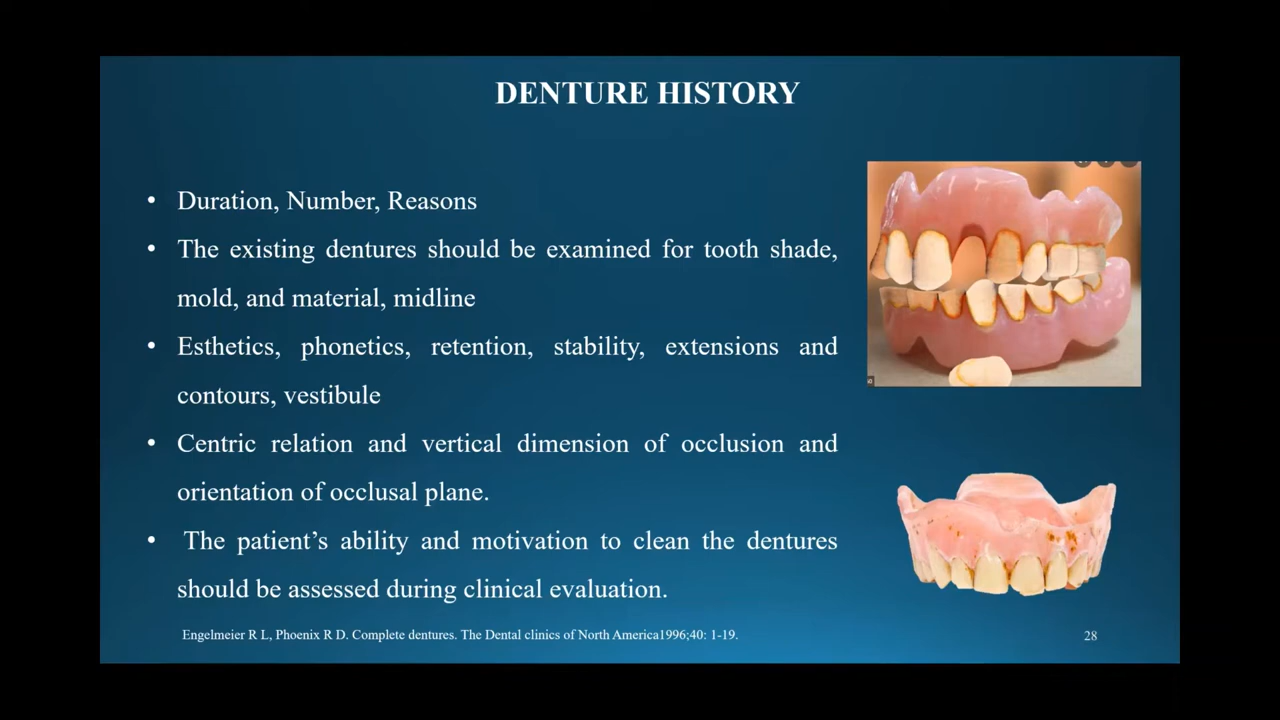 DENTURE HISTORY
• Duration, Number, Reasons
• The existing dentures should be examined for tooth shade,
mold, and material, midline
• Esthetics, phonetics, retention, stability, extensions and
contours, vestibule
• Centric relation and vertical dimension of occlusion and
orientation of occlusal plane.
• The patient’s ability and motivation to clean the dentures
should be assessed during clinical evaluation.
Engelmeier R L, Phoenix R D. Complete dentures. The Dental clinics of North America1996;40: 1-19.
28